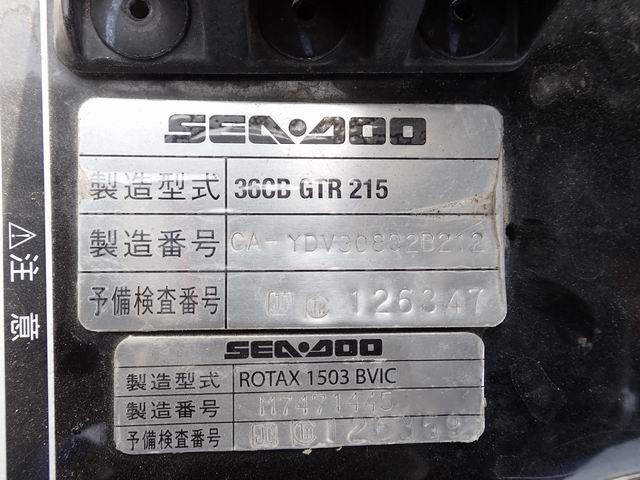 SEA-DOO
製造型式 36CB GTR 215
製造番号 CA-YDV30892B212
予備検査番号 126347
SEA-DOO
製造型式 ROTAX 1503 BVIC
製造番号 M7471445
予備検査番号
⚠注意